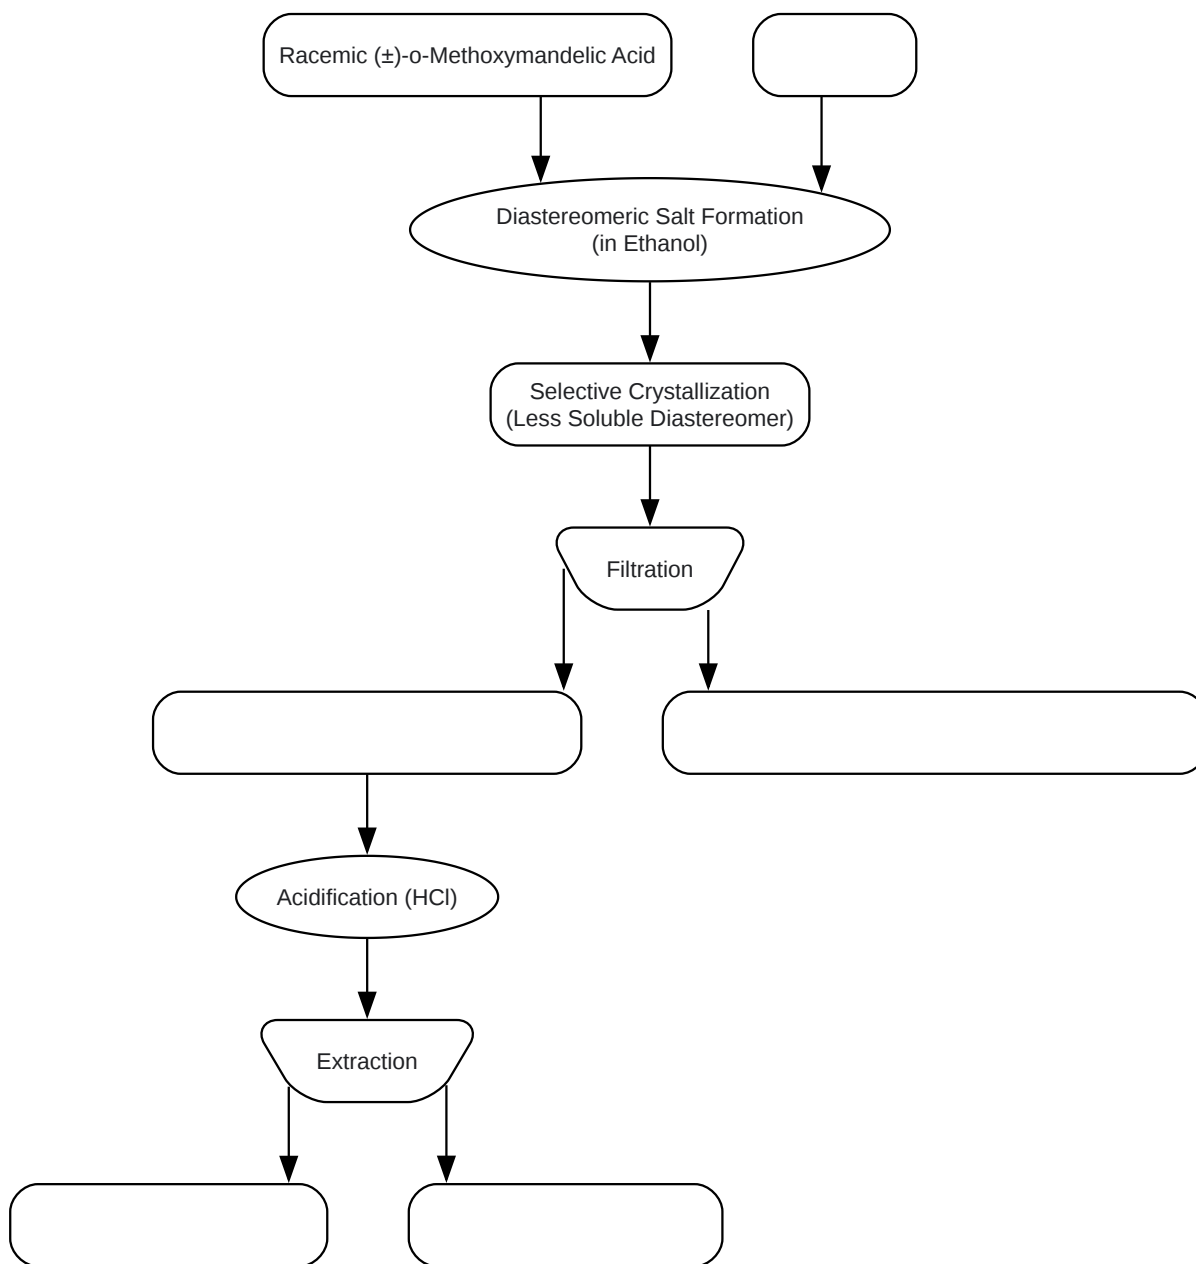 Racemic (±)-o-Methoxymandelic Acid
Diastereomeric Salt Formation
(in Ethanol)
Selective Crystallization
(Less Soluble Diastereomer)
Filtration
Acidification (HCl)
Extraction